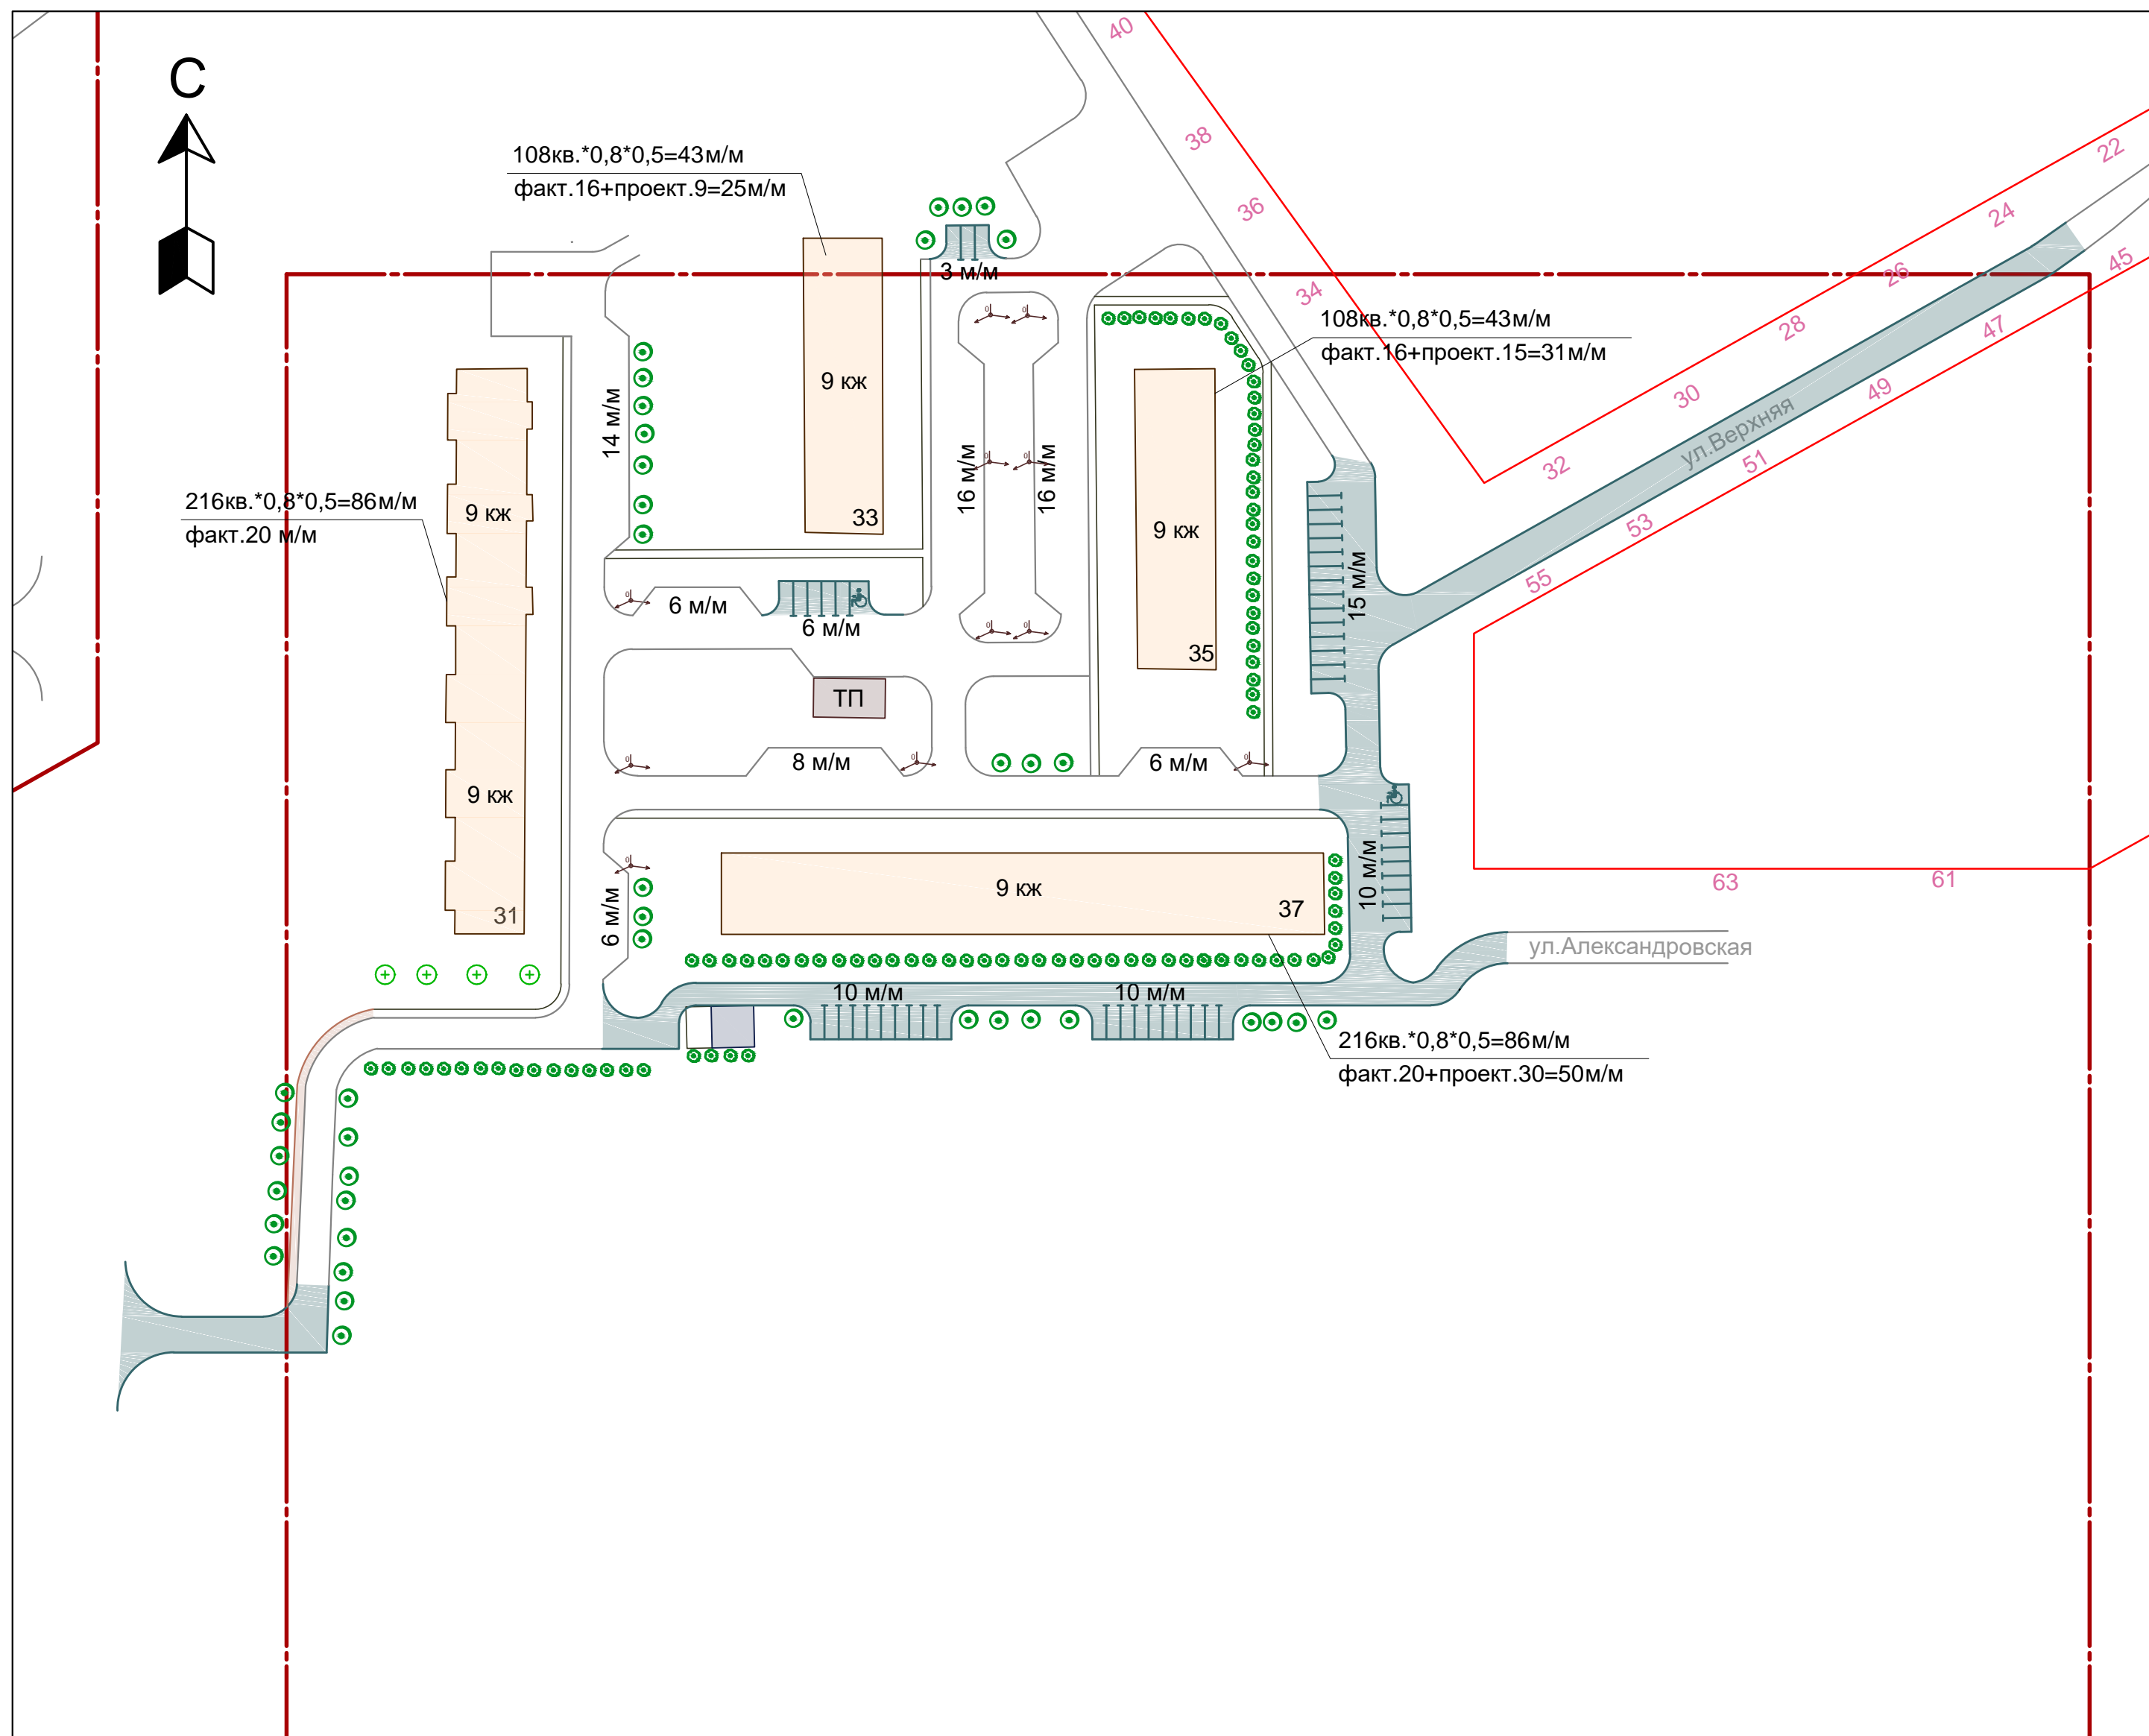 С
40
38
36
34
22
24
26
28
30
32
45
47
49
51
53
55
ул.Верхняя
108кв.*0,8*0,5=43м/м
факт.16+проект.9=25м/м
3 м/м
108кв.*0,8*0,5=43м/м
факт.16+проект.15=31м/м
9 кж
33
14 м/м
16 м/м
16 м/м
9 кж
35
15 м/м
216кв.*0,8*0,5=86м/м
факт.20 м/м
9 кж
9 кж
31
6 м/м
6 м/м
ТП
8 м/м
6 м/м
6 м/м
9 кж
37
10 м/м
63
61
ул.Александровская
10 м/м
10 м/м
216кв.*0,8*0,5=86м/м
факт.20+проект.30=50м/м